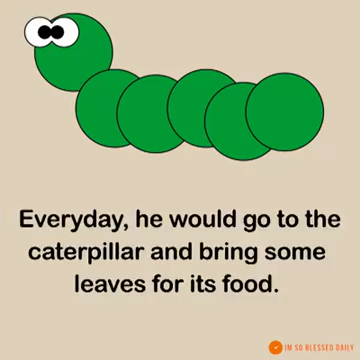 Everyday, he would go to the
caterpillar and bring some
leaves for its food.
IM SO BLESSED DAILY